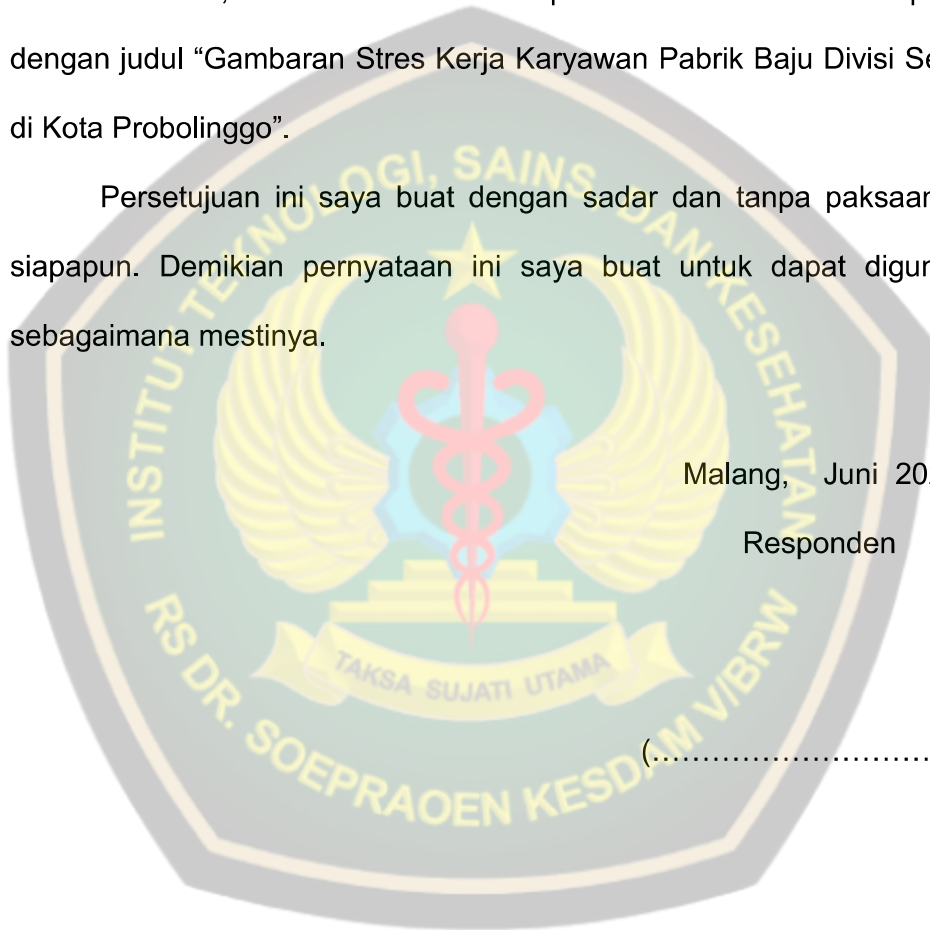 dengan judul “Gambaran Stres Kerja Karyawan Pabrik Baju Divisi
di Kota Probolinggo”.
Persetujuan ini saya buat dengan sadar dan tanpa paksaan
siapapun. Demikian pernyataan ini saya buat untuk dapat
sebagaimana mestinya.
Malang, Juni
Responden
(..............................
INSTITUT TEKNOLOGI, SAINS, DAN KESEHATAN
RS DR. SOEPRAOEN KESDAM V/BRW
TAKSA SUJATI UTAMA